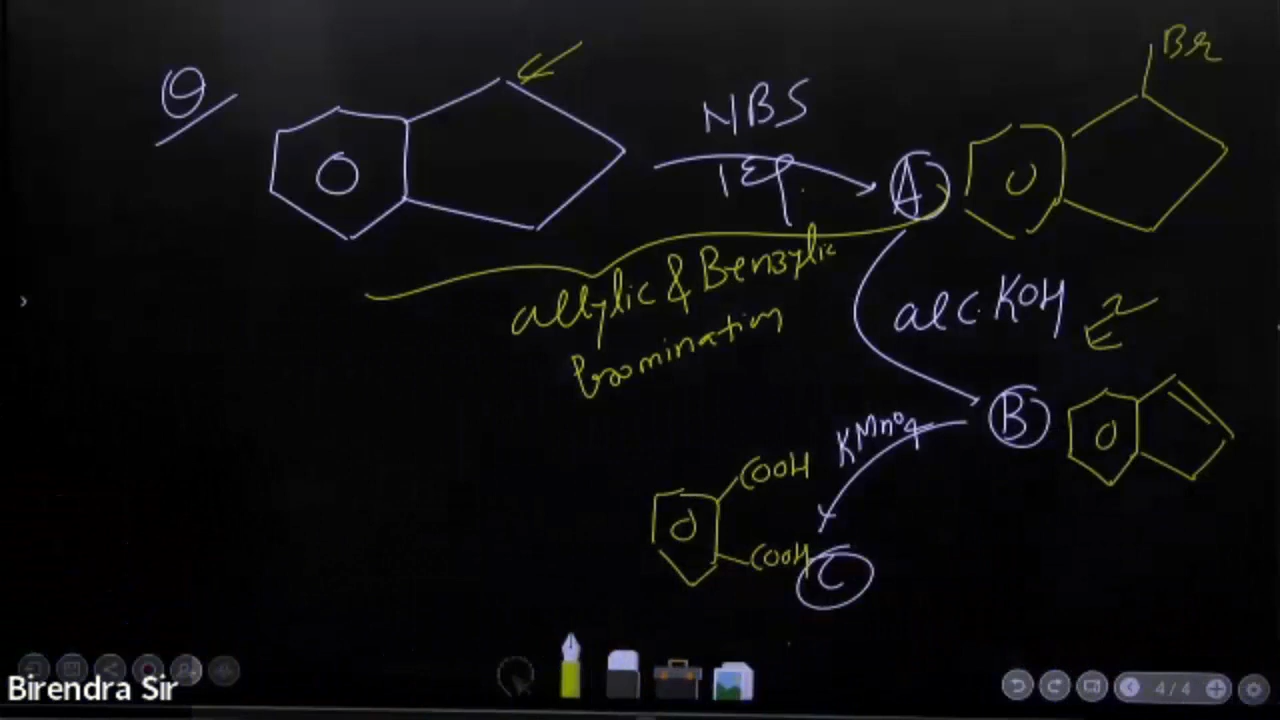 Q
NBS
1 Eq.
A
Br
allylic & Benzylic
bromination
alc. KOH
E2
B
KMnO4
COOH
COOH
C
Birendra Sir
4 / 4